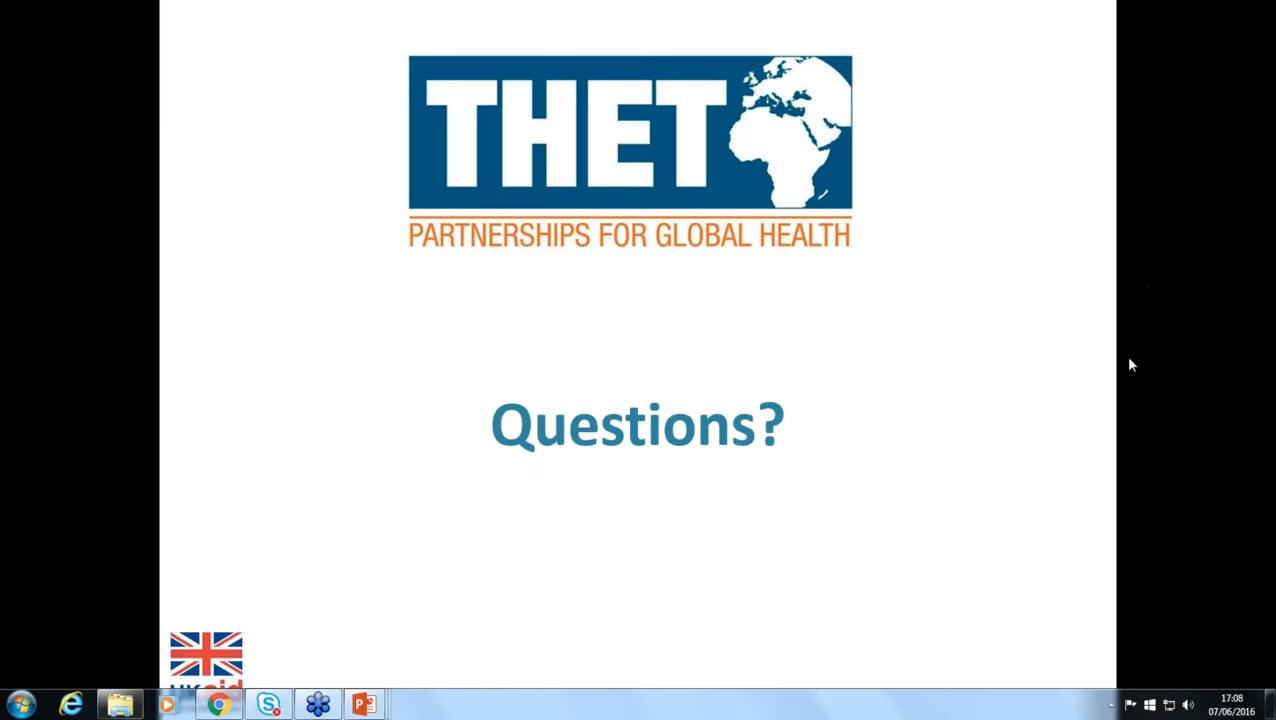 THET
PARTNERSHIPS FOR GLOBAL HEALTH
Questions?
17:08
07/06/2016